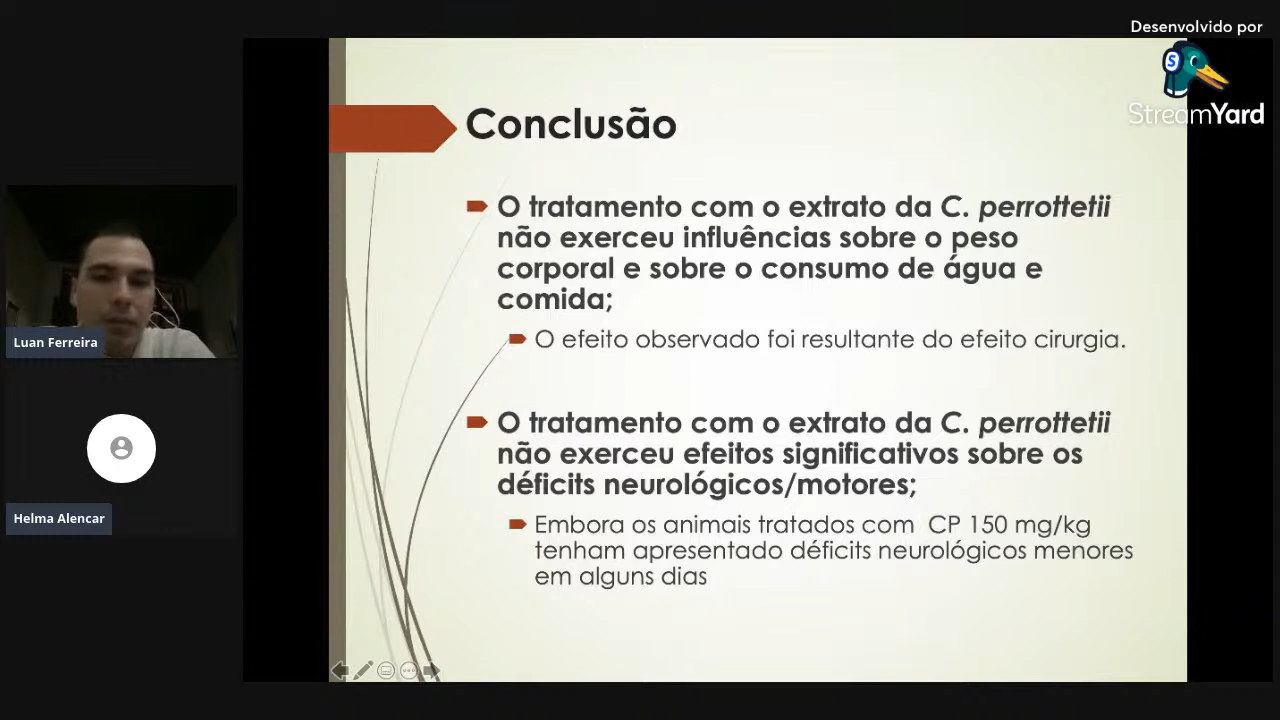 Desenvolvido por
StreamYard
Conclusão
O tratamento com o extrato da C. perrottetii
não exerceu influências sobre o peso
corporal e sobre o consumo de água e
comida;
O efeito observado foi resultante do efeito cirurgia.
O tratamento com o extrato da C. perrottetii
não exerceu efeitos significativos sobre os
déficits neurológicos/motores;
Embora os animais tratados com  CP 150 mg/kg
tenham apresentado déficits neurológicos menores
em alguns dias
Luan Ferreira
Helma Alencar